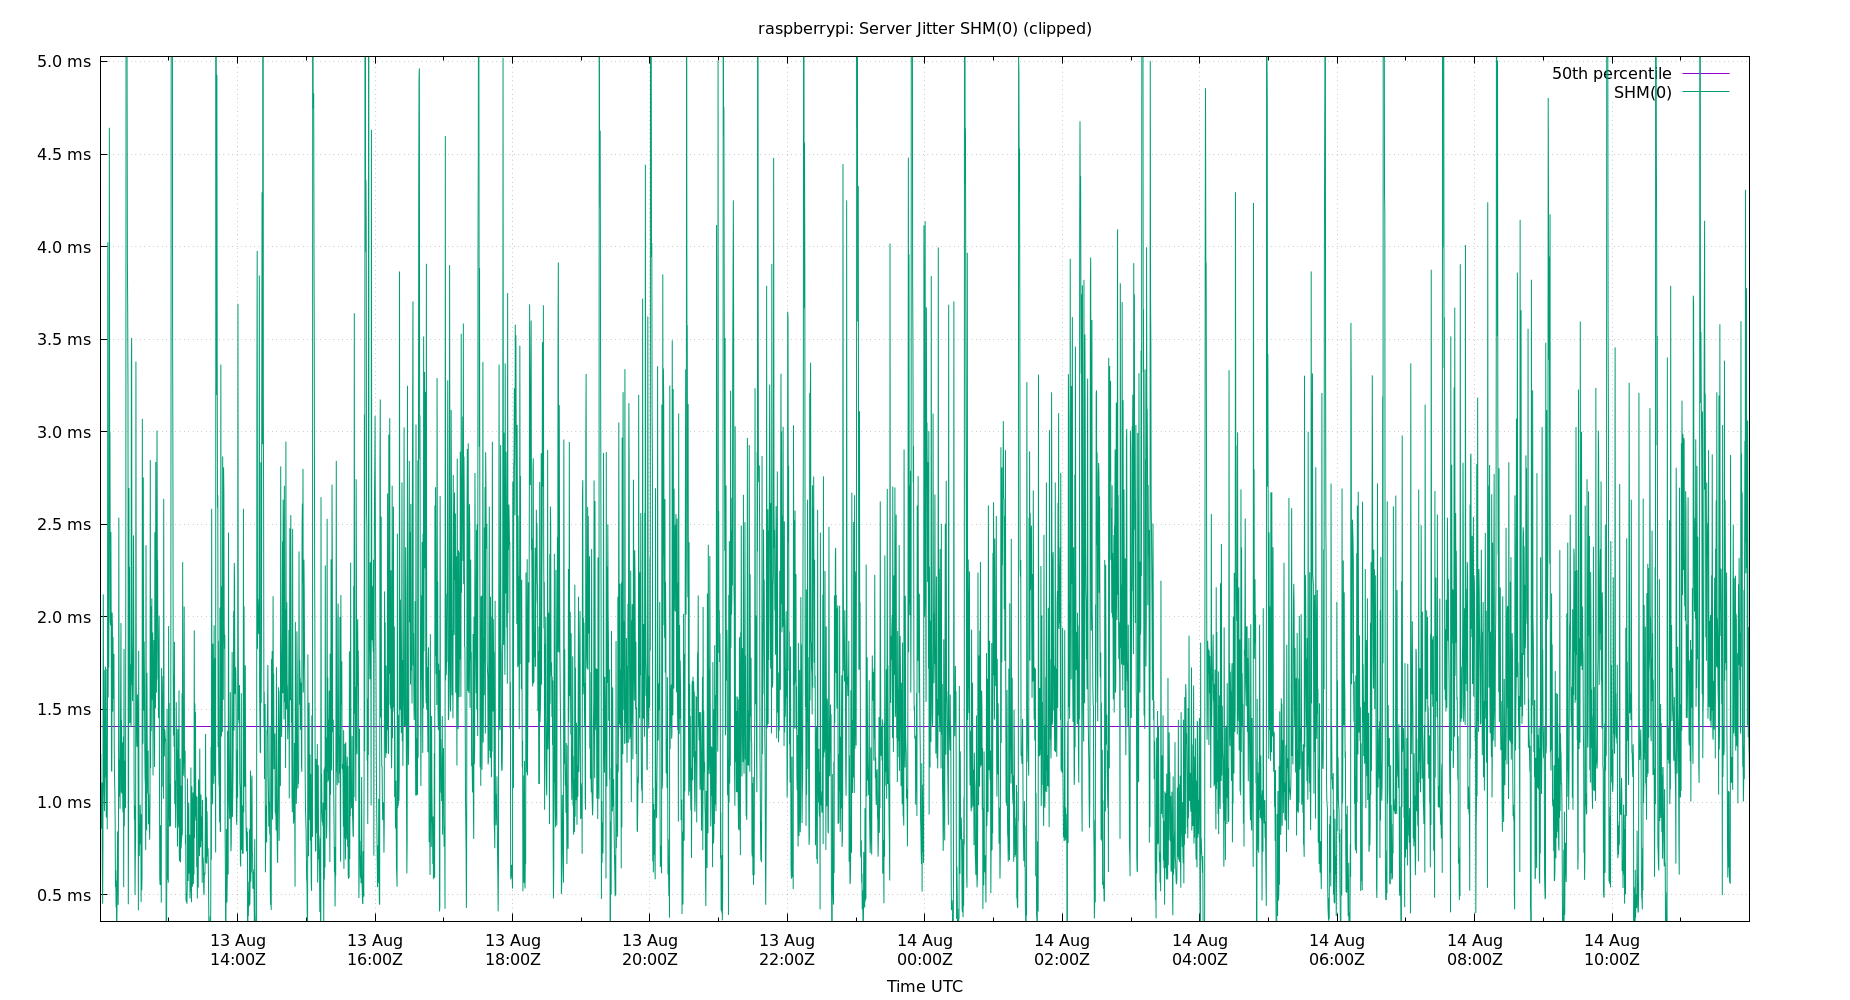 raspberrypi: Server Jitter SHM(0) (clipped)
5.0 ms
4.5 ms
4.0 ms
3.5 ms
3.0 ms
2.5 ms
2.0 ms
1.5 ms
1.0 ms
0.5 ms
50th percentile
SHM(0)
13 Aug 13 Aug 13 Aug 13 Aug 13 Aug 14 Aug 14 Aug 14 Aug 14 Aug 14 Aug 14 Aug
14:00Z 16:00Z 18:00Z 20:00Z 22:00Z 00:00Z 02:00Z 04:00Z 06:00Z 08:00Z 10:00Z
Time UTC